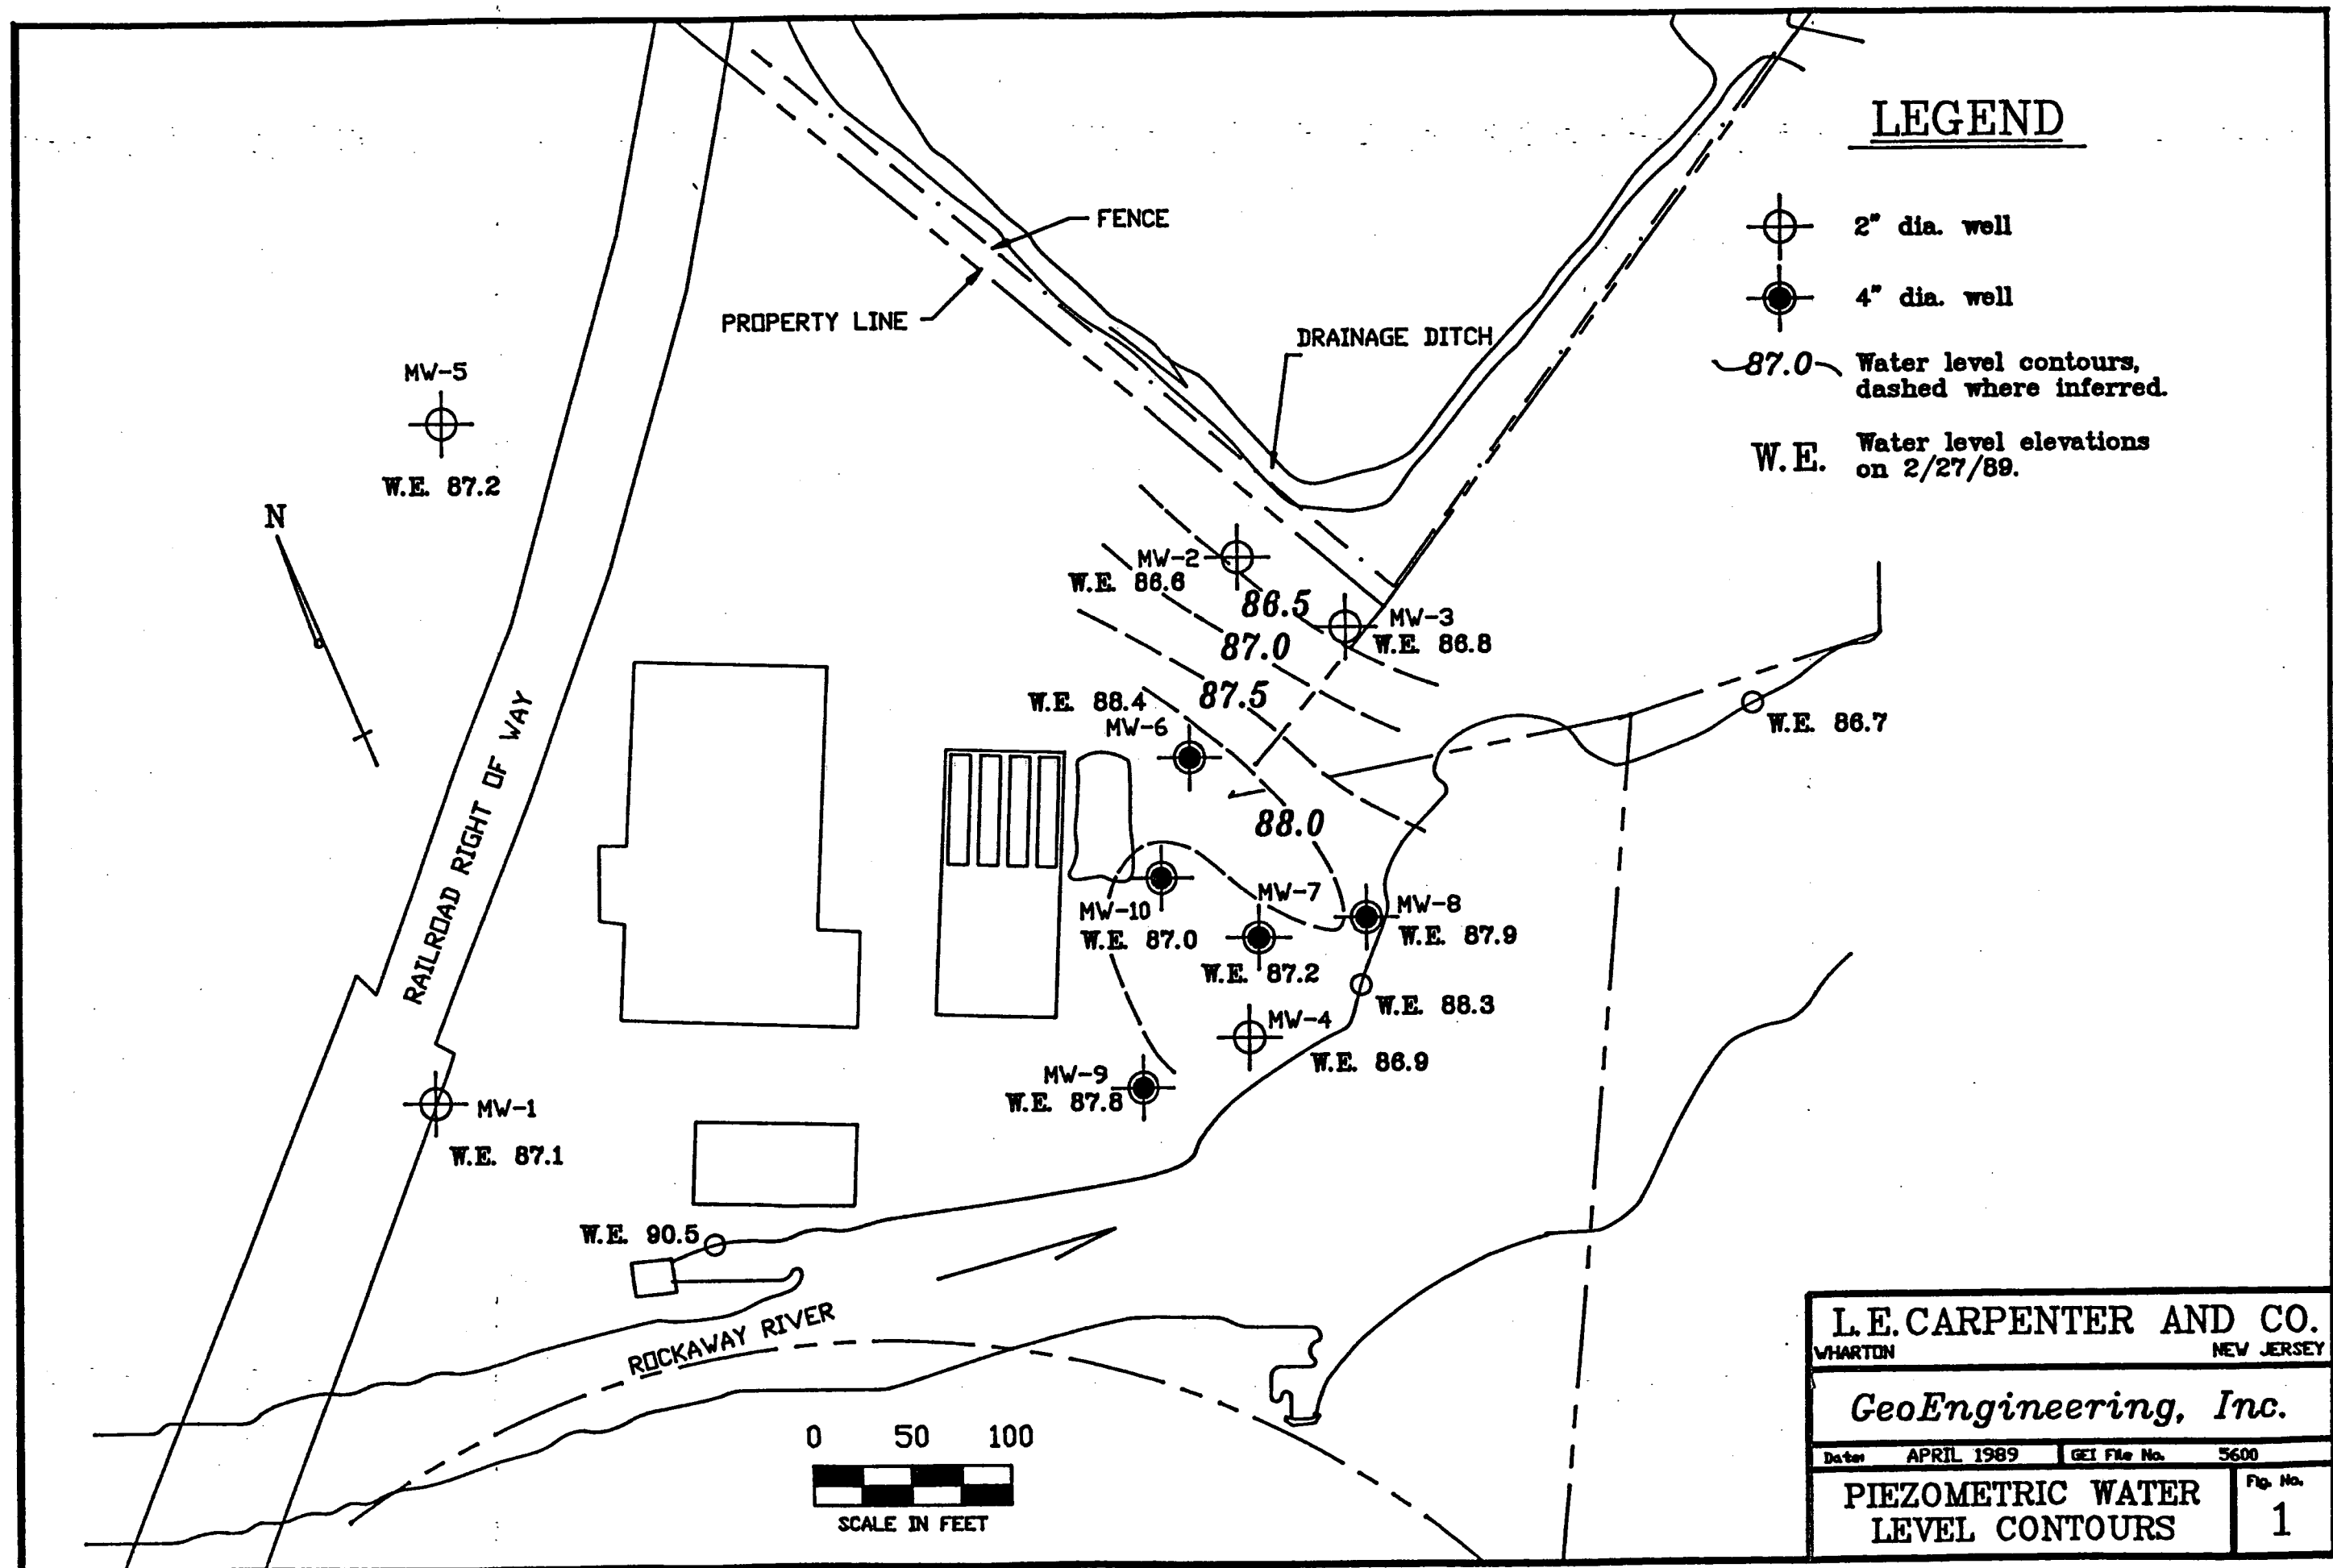 LEGEND
2" dia. well
4" dia. well
87.0
Water level contours,
dashed where inferred.
W.E.
Water level elevations
on 2/27/89.
FENCE
PROPERTY LINE
DRAINAGE DITCH
MW-5
W.E. 87.2
N
MW-2
W.E. 86.6
86.5
MW-3
W.E. 86.8
87.0
87.5
W.E. 88.4
MW-6
W.E. 86.7
88.0
RAILROAD RIGHT OF WAY
MW-7
MW-10
W.E. 87.0
MW-8
W.E. 87.9
W.E. 87.2
W.E. 88.3
MW-4
W.E. 86.9
MW-9
W.E. 87.8
MW-1
W.E. 87.1
W.E. 90.5
ROCKAWAY RIVER
0 50 100
SCALE IN FEET
L.E. CARPENTER AND CO.
WHARTON NEW JERSEY
GeoEngineering, Inc.
Date: APRIL 1989 GEI File No. 5600
PIEZOMETRIC WATER
LEVEL CONTOURS
Fig. No.
1